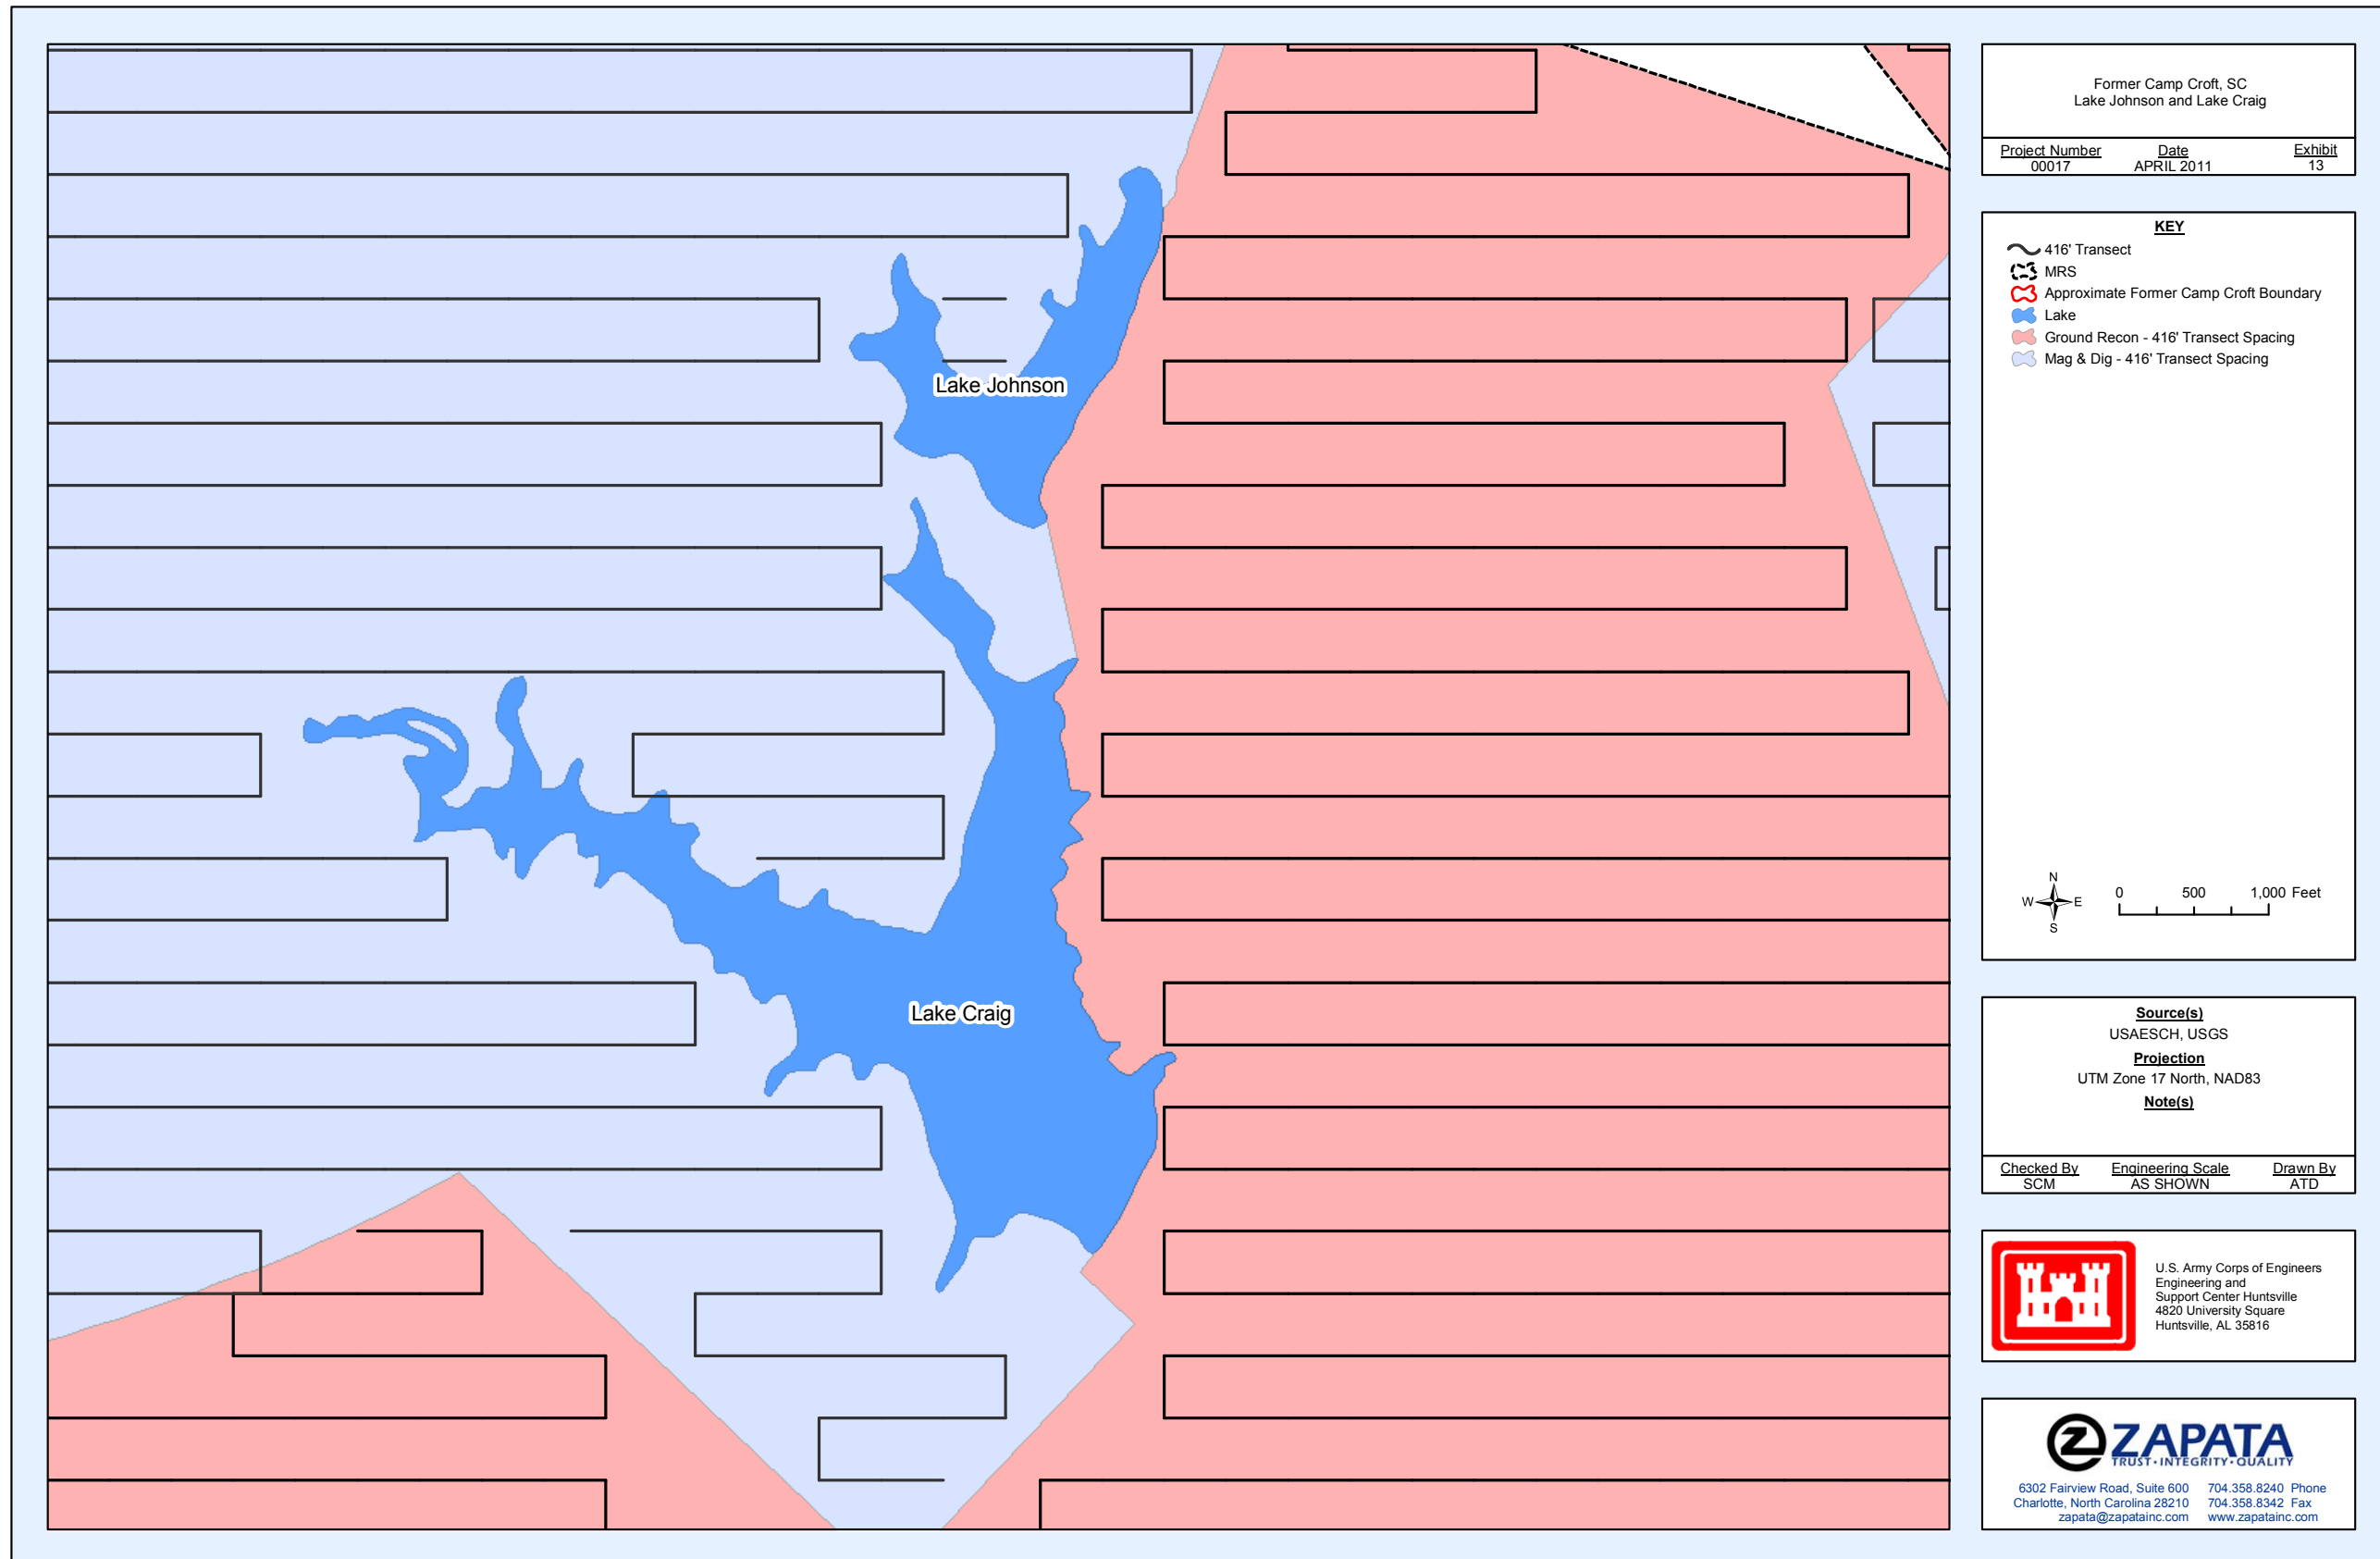 Former Camp Croft, SC
Lake Johnson and Lake Craig
Project Number Date Exhibit
00017 APRIL 2011 13
KEY
416' Transect
MRS
Approximate Former Camp Croft Boundary
Lake
Ground Recon - 416' Transect Spacing
Mag & Dig - 416' Transect Spacing
N
W E
S
0 500 1,000 Feet
Lake Johnson
Lake Craig
Source(s)
USAESCH, USGS
Projection
UTM Zone 17 North, NAD83
Note(s)
Checked By Engineering Scale Drawn By
SCM AS SHOWN ATD
U.S. Army Corps of Engineers
Engineering and
Support Center Huntsville
4820 University Square
Huntsville, AL 35816
ZAPATA
TRUST·INTEGRITY·QUALITY
6302 Fairview Road, Suite 600 704.358.8240 Phone
Charlotte, North Carolina 28210 704.358.8342 Fax
zapata@zapatainc.com www.zapatainc.com